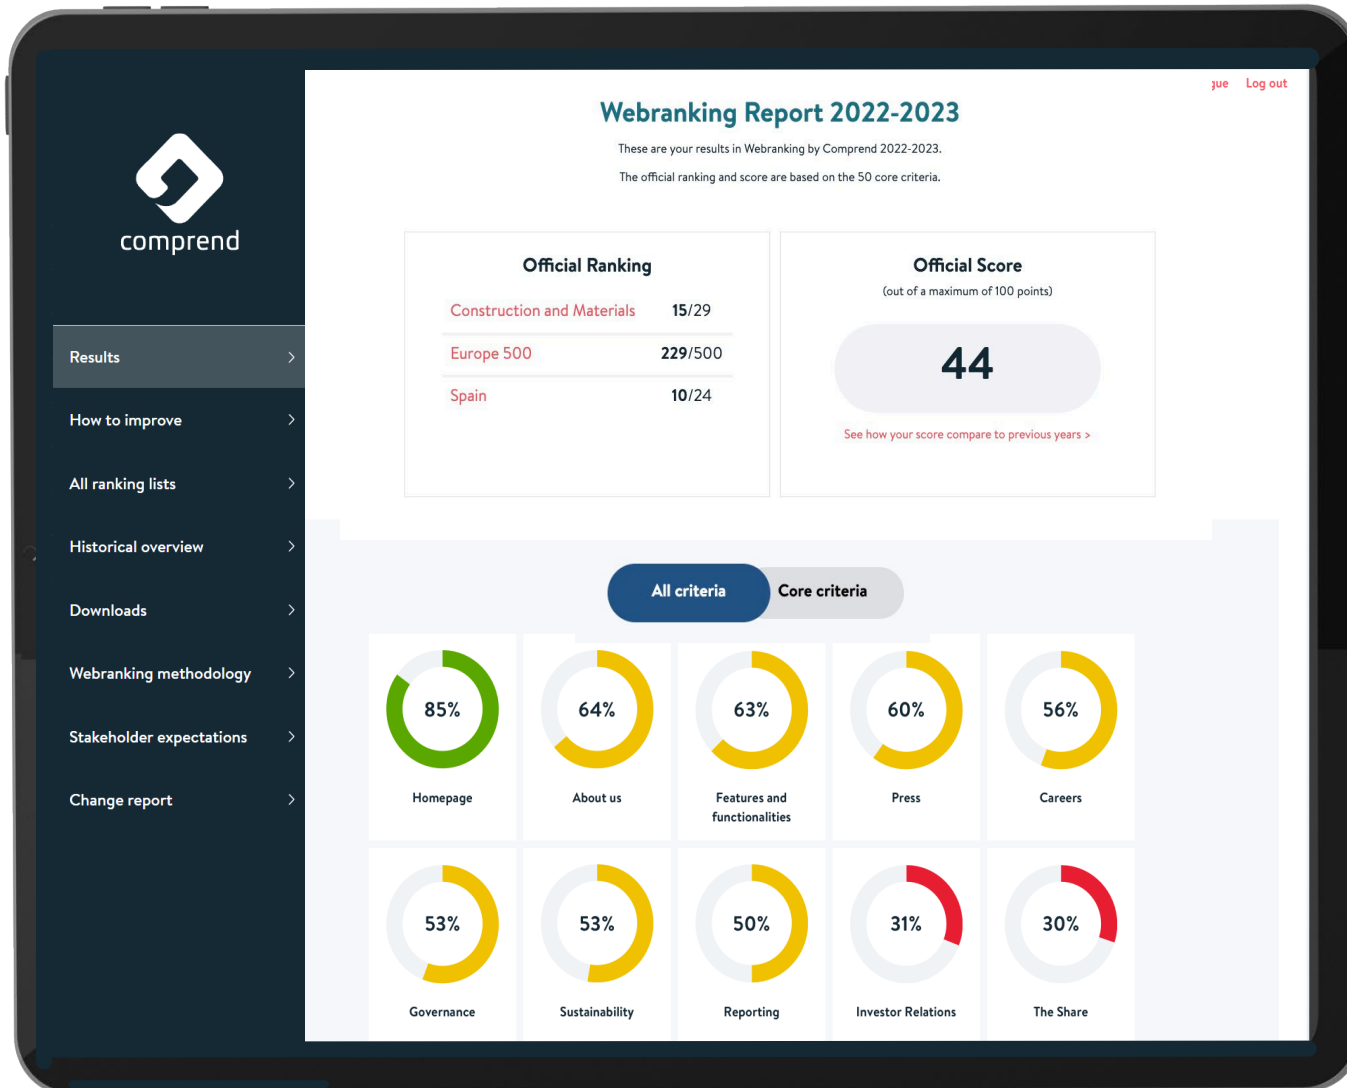 Log out
Webranking Report 2022-2023
These are your results in Webranking by Comprend 2022-2023.
The official ranking and score are based on the 50 core criteria.
comprend
Results
How to improve
All ranking lists
Historical overview
Downloads
Webranking methodology
Stakeholder expectations
Change report
Official Ranking
Construction and Materials 15/29
Europe 500 229/500
Spain 10/24
Official Score
(out of a maximum of 100 points)
44
See how your score compare to previous years >
All criteria Core criteria
85% 64% 63% 60% 56%
Homepage About us Features and Press Careers
functionalities
53% 53% 50% 31% 30%
Governance Sustainability Reporting Investor Relations The Share